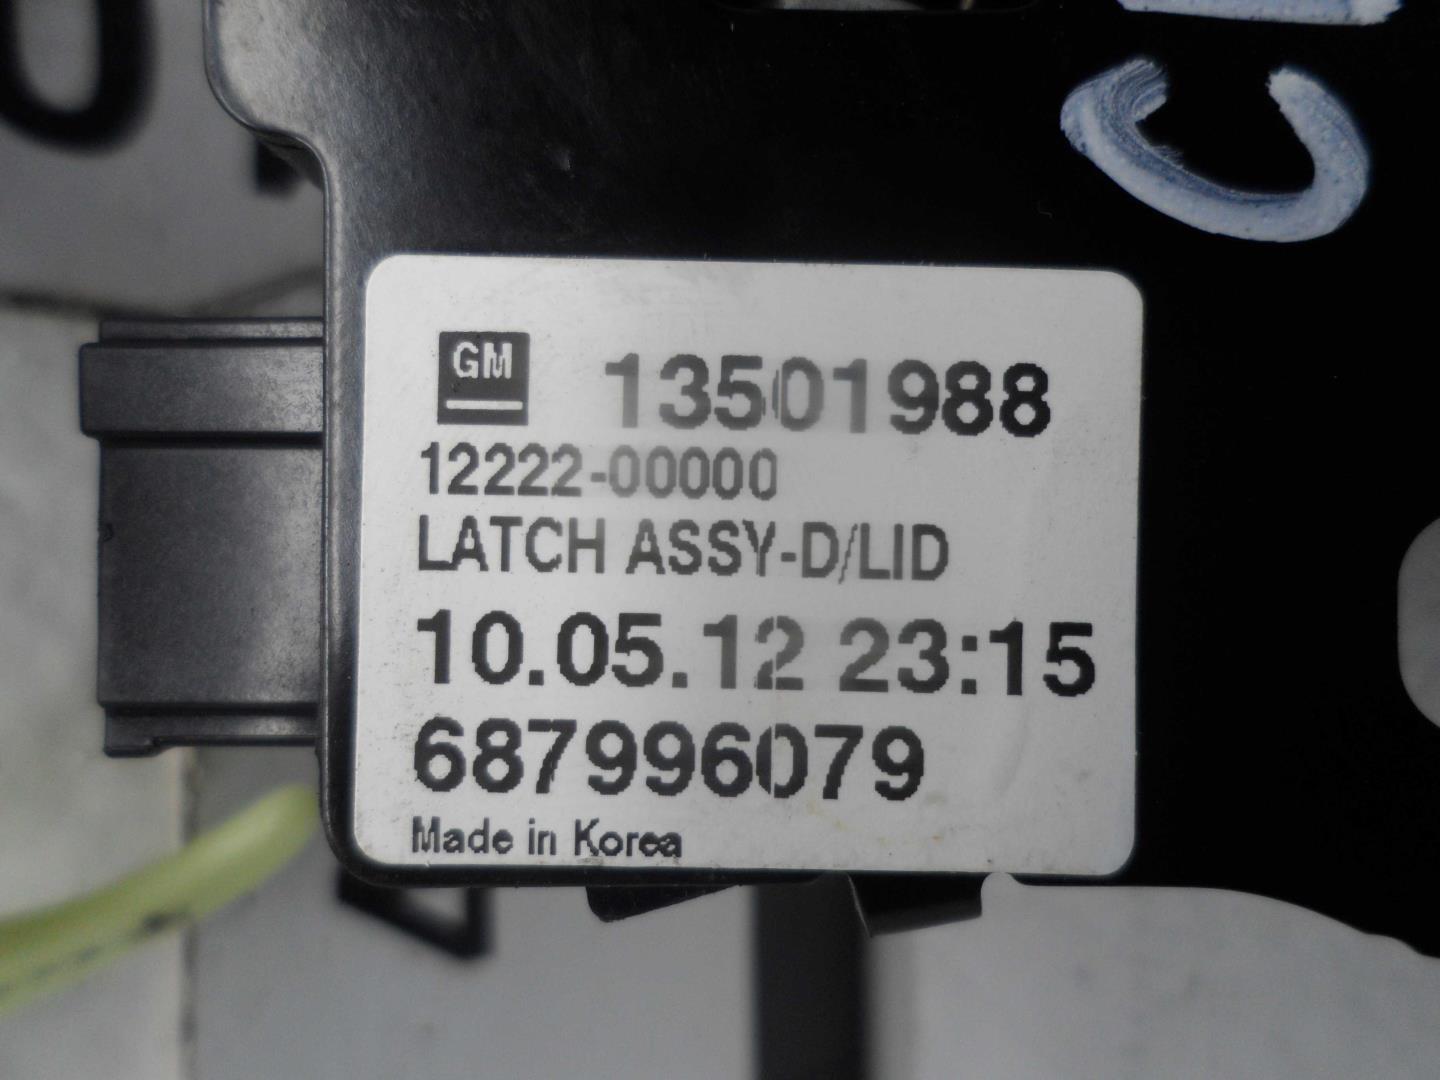 GM 13501988
12222-00000
LATCH ASSY-D/LID
10.05.12 23:15
687996079
Made in Korea